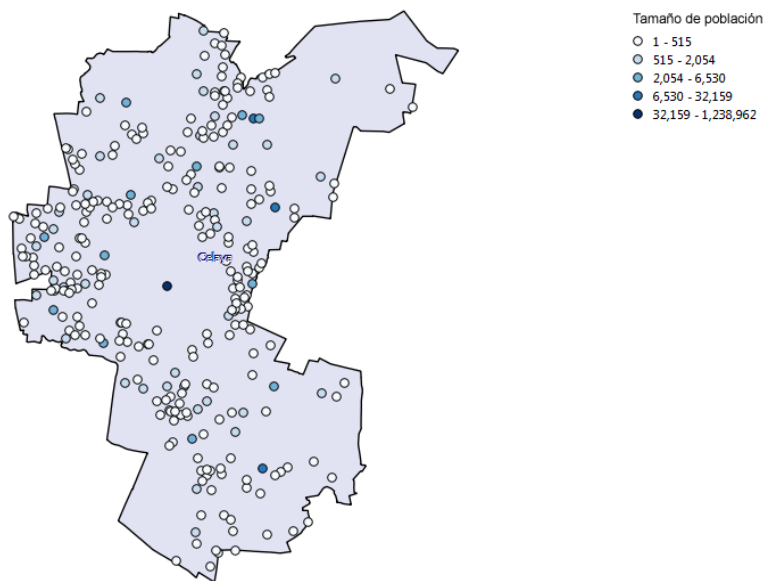 Tamaño de población
1 - 515
515 - 2,054
2,054 - 6,530
6,530 - 32,159
32,159 - 1,238,962
Celaya